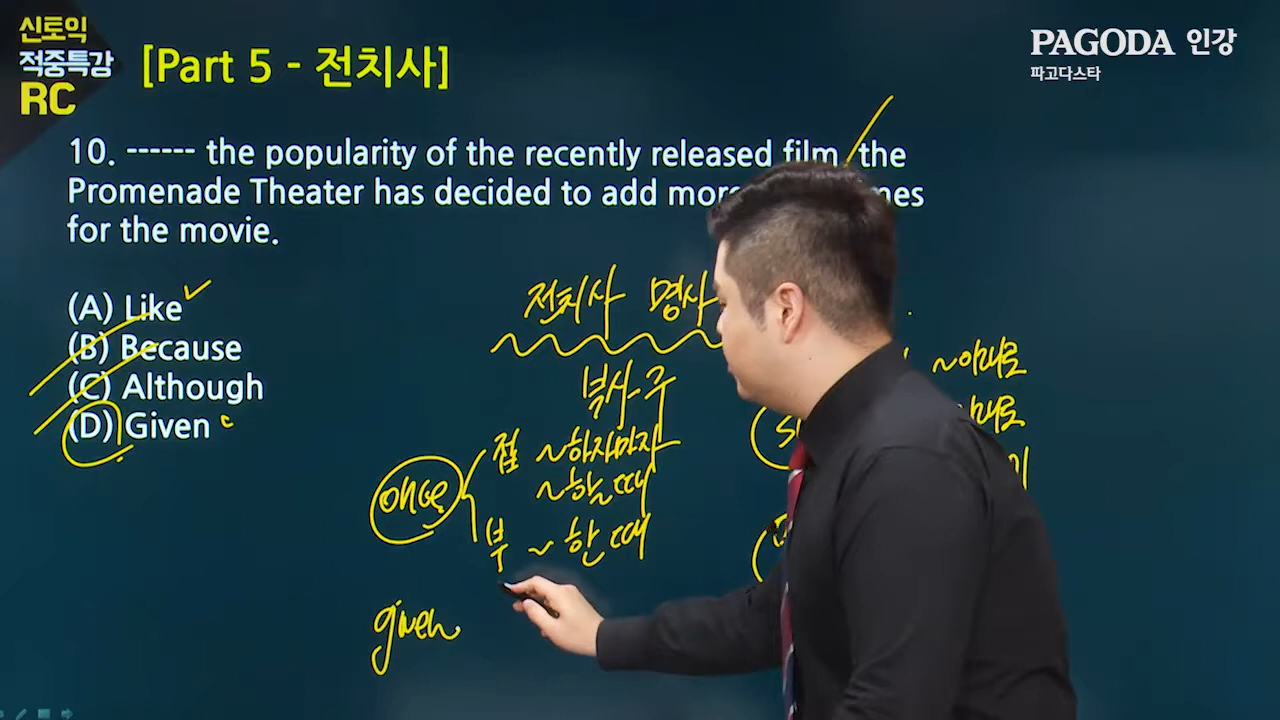 신토익
적중특강
RC
[Part 5 - 전치사]
PAGODA 인강
파고다스타
10. ------ the popularity of the recently released film, the
Promenade Theater has decided to add more
for the movie.
(A) Like
(B) Because
(C) Although
(D) Given
전치사 명사
부사구
접 ~하자마자
~할 때
once
부 ~한 때
given
~아래로